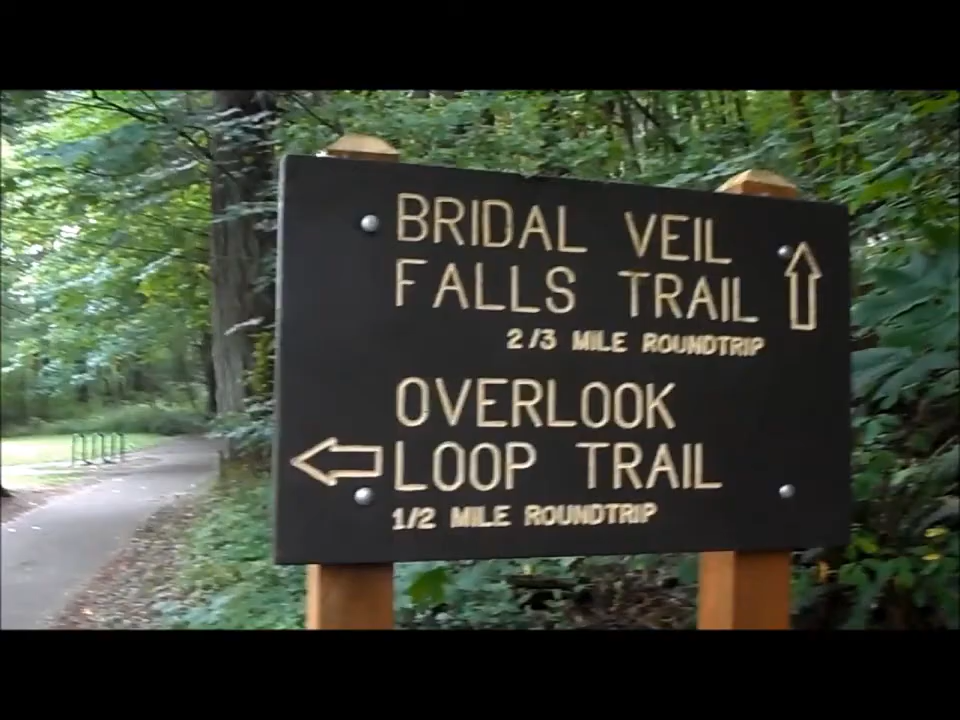 BRIDAL VEIL
FALLS TRAIL
2/3 MILE ROUNDTRIP
OVERLOOK
LOOP TRAIL
1/2 MILE ROUNDTRIP